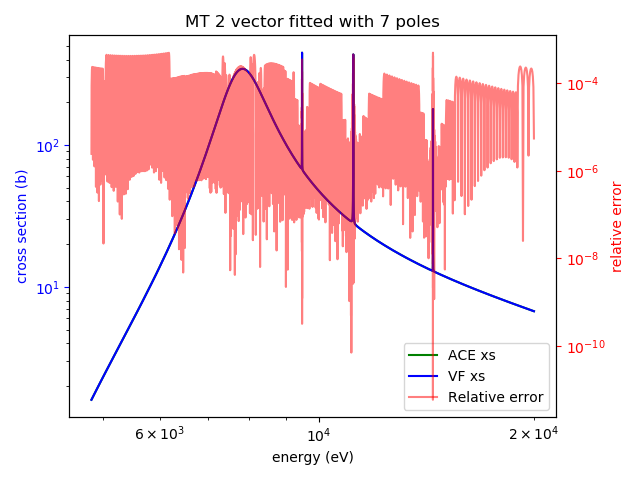 MT 2 vector fitted with 7 poles
cross section (b)
10²
10¹
10⁻⁴
10⁻⁶
10⁻⁸
10⁻¹⁰
relative error
ACE xs
VF xs
Relative error
6 × 10³
10⁴
2 × 10⁴
energy (eV)